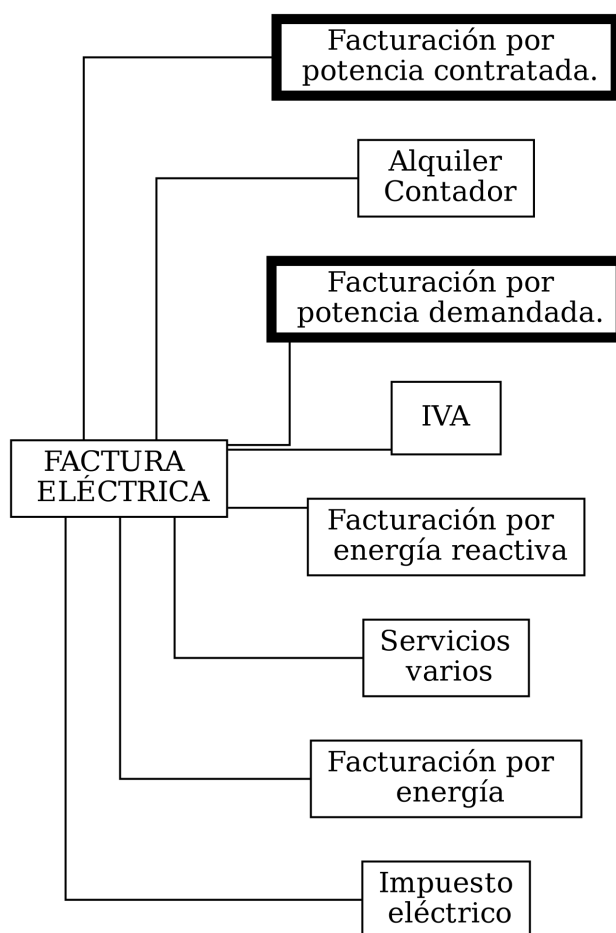 Facturación por
potencia contratada.
Alquiler
Contador
Facturación por
potencia demandada.
IVA
FACTURA
ELÉCTRICA
Facturación por
energía reactiva
Servicios
varios
Facturación por
energía
Impuesto
eléctrico